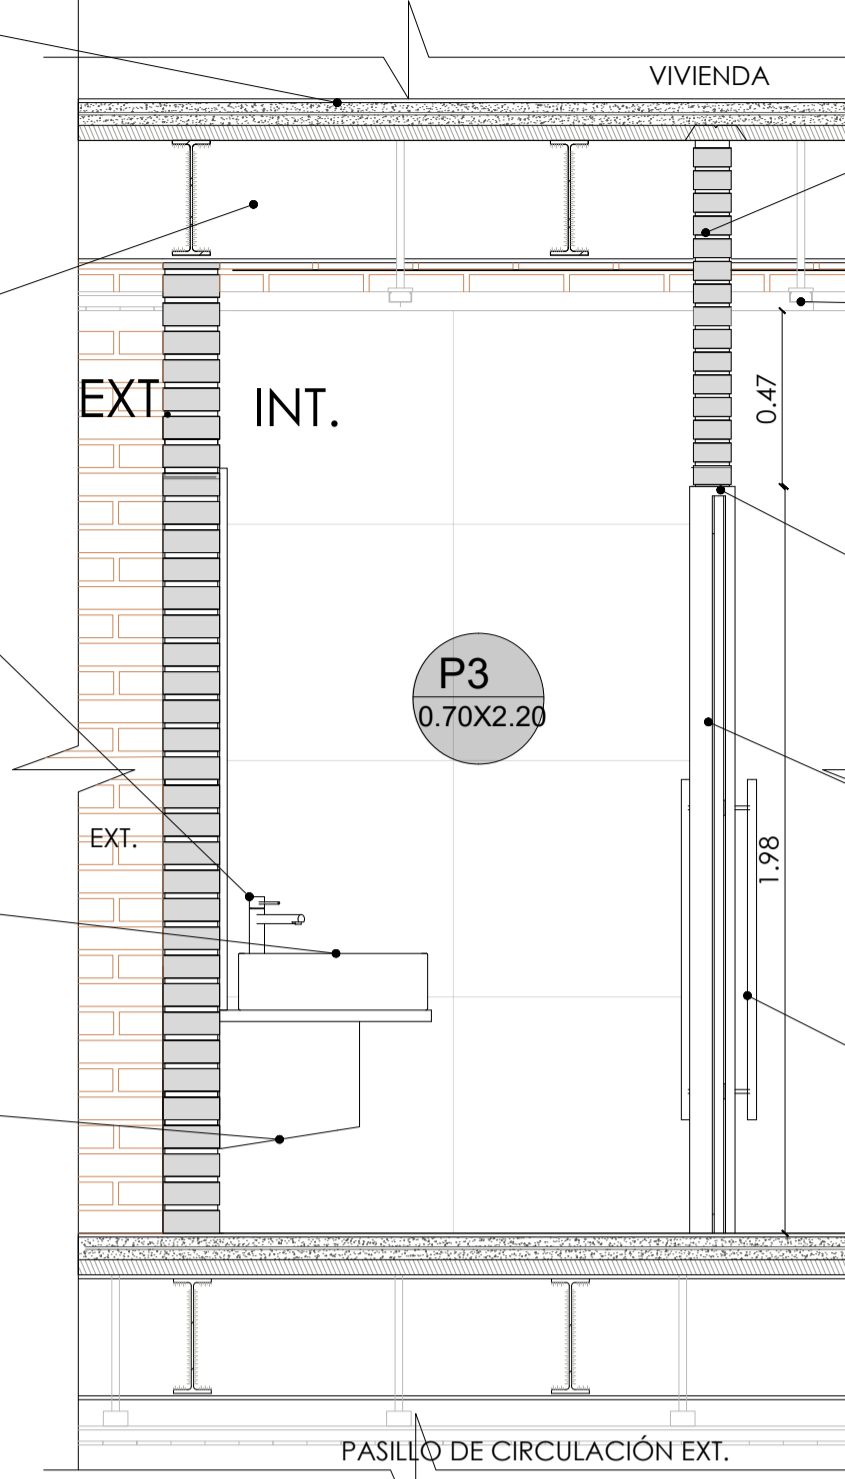 VIVIENDA
EXT.
INT.
0.47
P3
0.70X2.20
EXT.
1.98
PASILLO DE CIRCULACIÓN EXT.